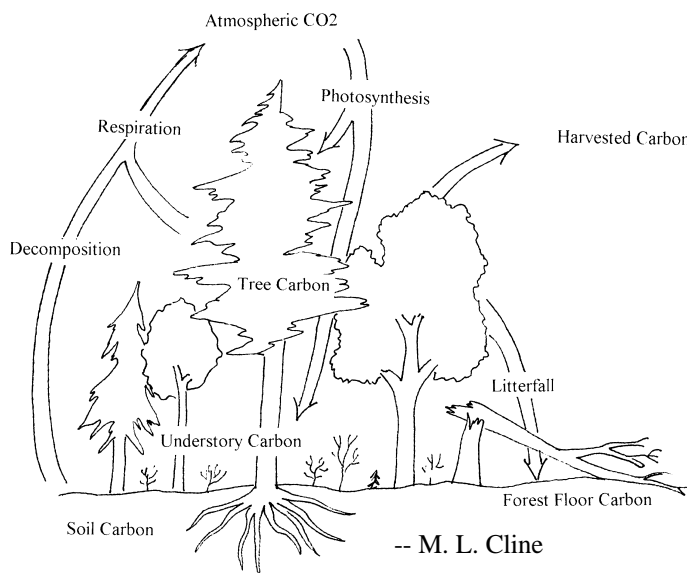 Atmospheric CO2
Photosynthesis
Respiration
Harvested Carbon
Decomposition
Tree Carbon
Litterfall
Understory Carbon
Forest Floor Carbon
Soil Carbon
-- M. L. Cline